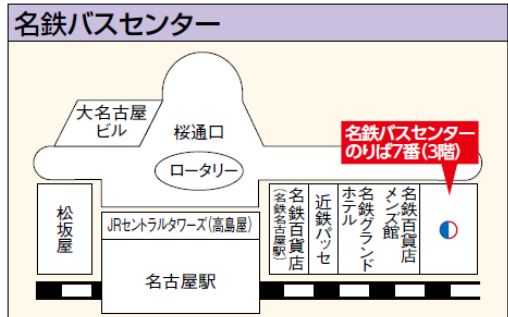 名鉄バスセンター
大名古屋
ビル
桜通口
ロータリー
名鉄バスセンター
のりば7番(3階)
松坂屋
JRセントラルタワーズ(高島屋)
名古屋駅
名鉄百貨店
(名鉄名古屋駅)
近鉄パッセ
名鉄グランド
ホテル
名鉄百貨店
メンズ館